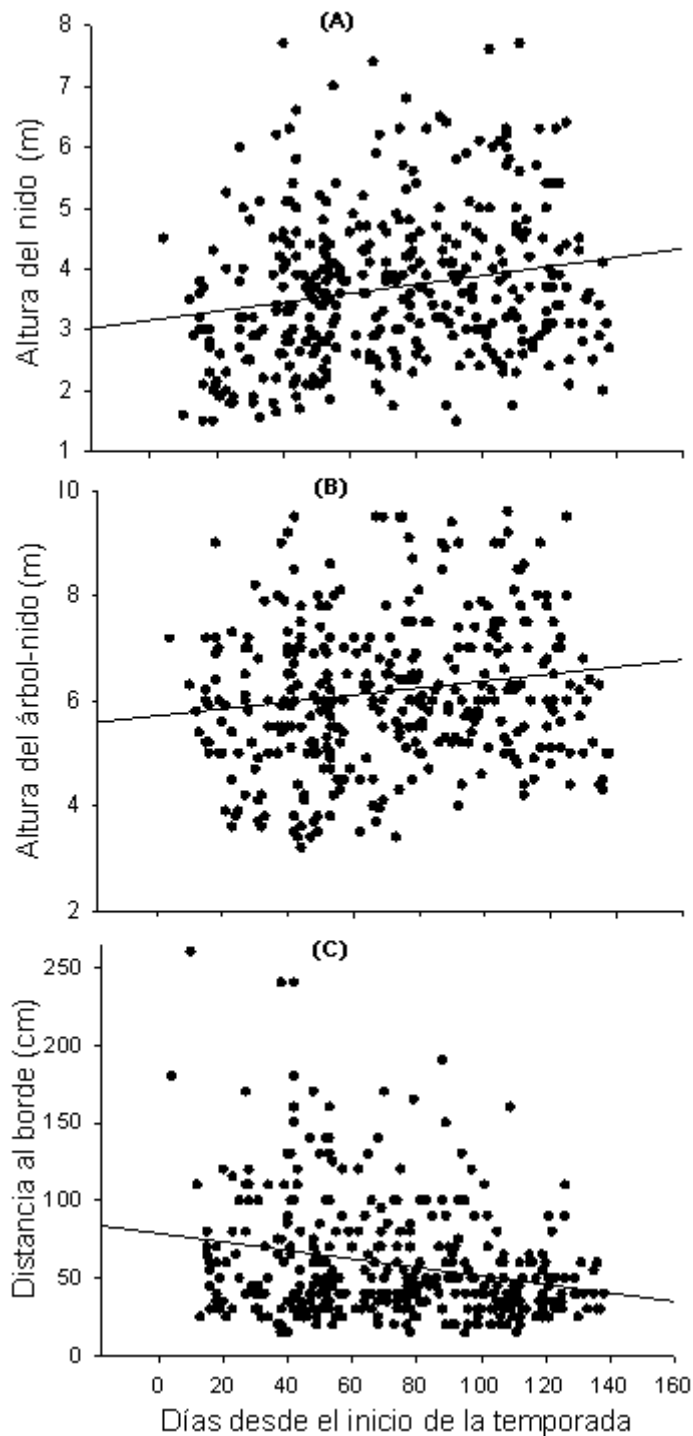 (A)
8
7
6
5
4
3
2
1
Altura del nido (m)
(B)
10
8
6
4
2
Altura del árbol-nido (m)
(C)
250
200
150
100
50
0
Distancia al borde (cm)
0 20 40 60 80 100 120 140 160
Días desde el inicio de la temporada